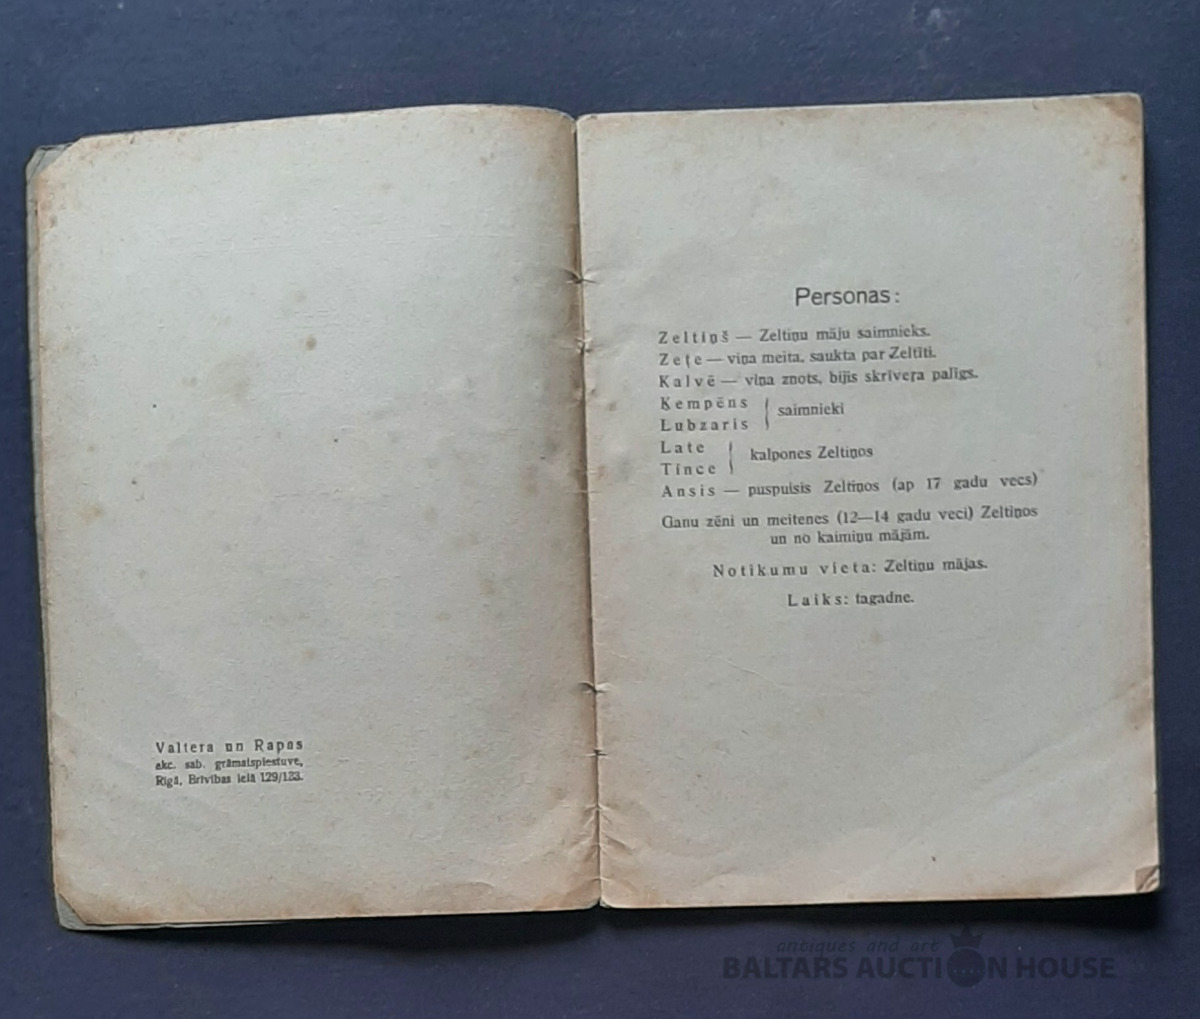 Valtera un Rapas
akc. sab. grāmatspiestuve,
Rīgā, Brīvības ielā 129/133.
Personas:
Zeltiņš — Zeltiņu māju saimnieks.
Zeţe — viņa meita, saukta par Zeltīti.
Kalvē — viņa znots, bijis skrīveŗa palīgs.
Ķempēns
Lubzaris
saimnieki
Late
Tince
kalpones Zeltiņos
Ansis — puspuisis Zeltiņos (ap 17 gadu vecs)
Ganu zēni un meitenes (12—14 gadu veci) Zeltiņos
un no kaimiņu mājām.
Notikumu vieta: Zeltiņu mājas.
Laiks: tagadne.
antiques and art
BALTARS AUCTION HOUSE